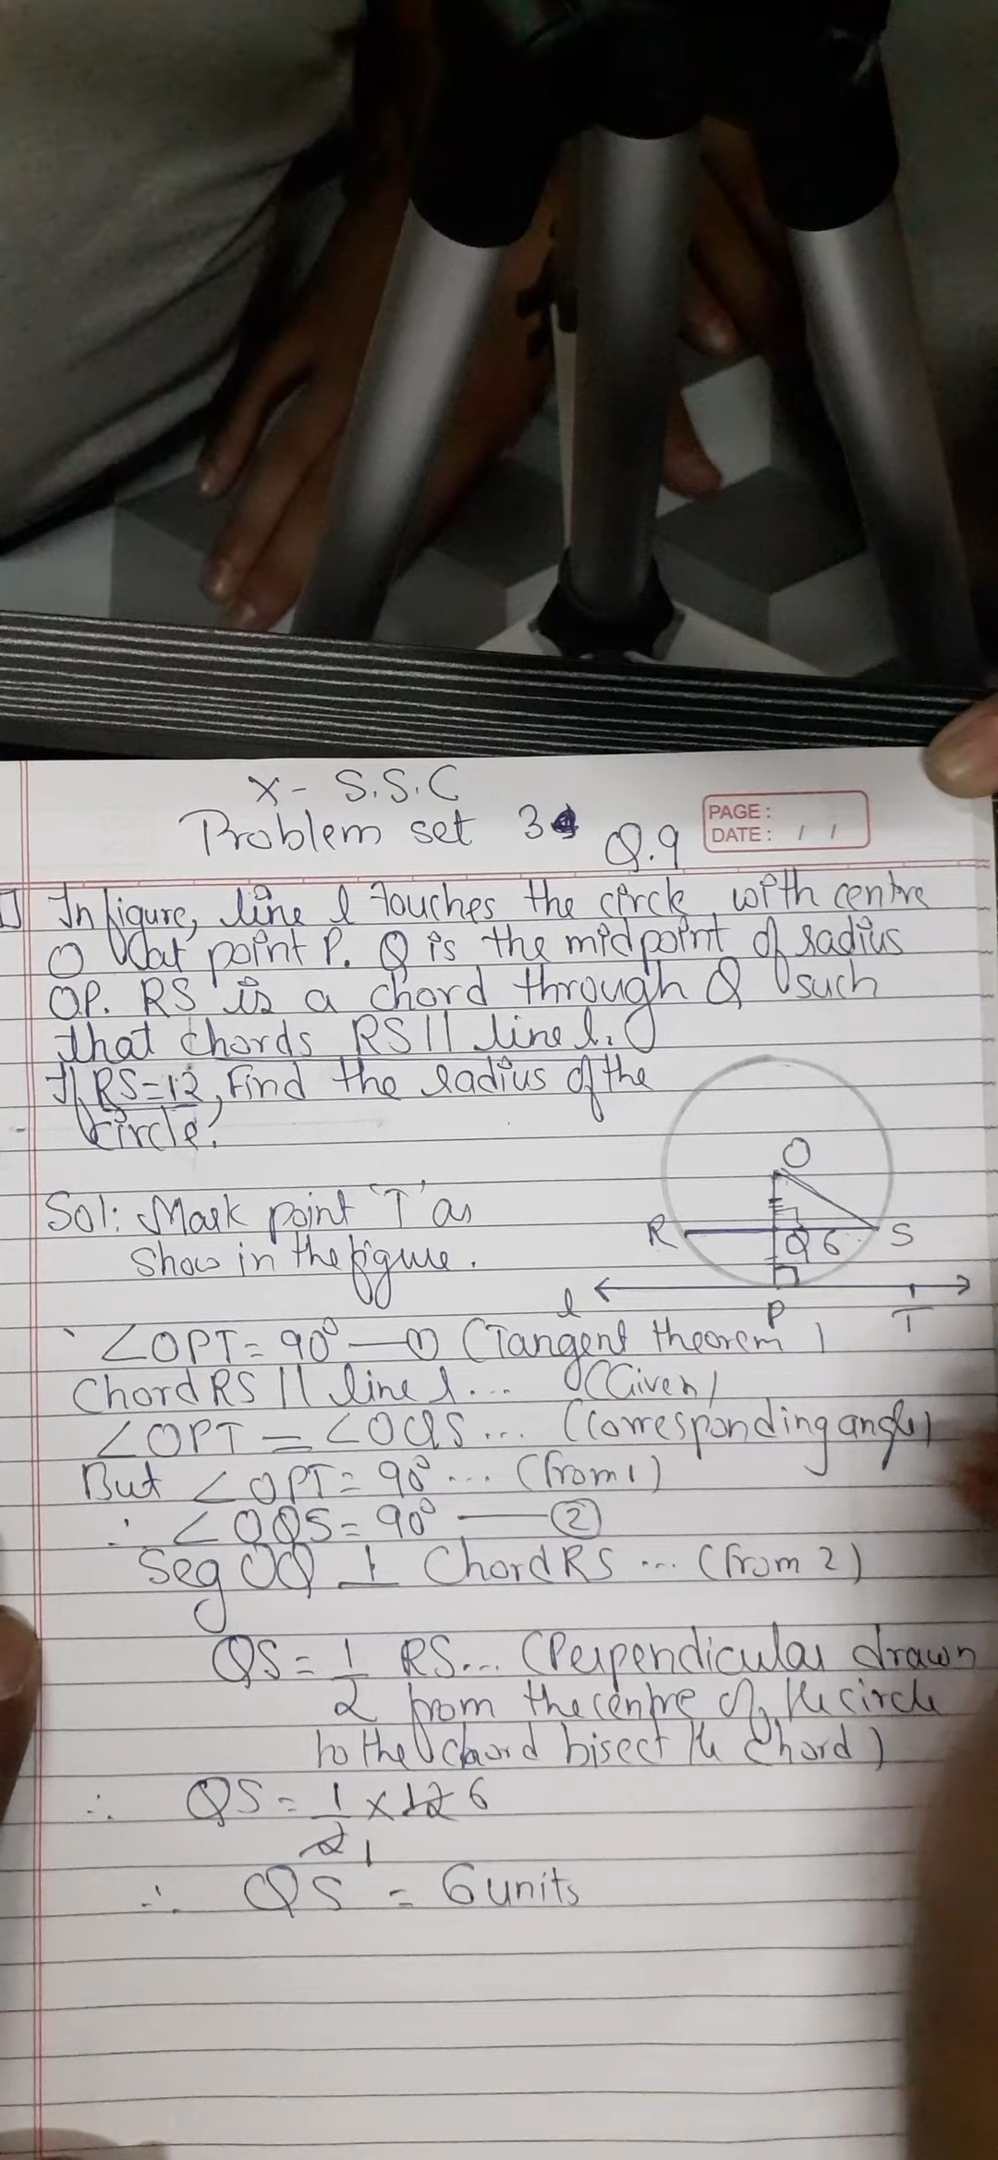 X- S.S.C
Problem set 3 Q.9
PAGE :
DATE : / /
In figure, line l touches the circle with centre
O at point P. Q is the midpoint of radius
OP. RS is a chord through Q such
that chords RS || line l.
If RS=12, Find the radius of the
circle.
O
R Q 6 S
l P T
Sol: Mark point 'T' as
Show in the figure.
∠OPT= 90° — ① (Tangent theorem)
Chord RS || line l... (Given)
∠OPT = ∠OQS... (Corresponding angle)
But ∠OPT= 90° ... (from 1)
∴ ∠OQS= 90° — ②
Seg OQ ⊥ Chord RS ... (from 2)
QS = 1/2 RS... (Perpendicular drawn
from the centre of the circle
to the chord bisect the chord)
∴ QS = 1/2 1 x 12 6
∴ QS = 6 units